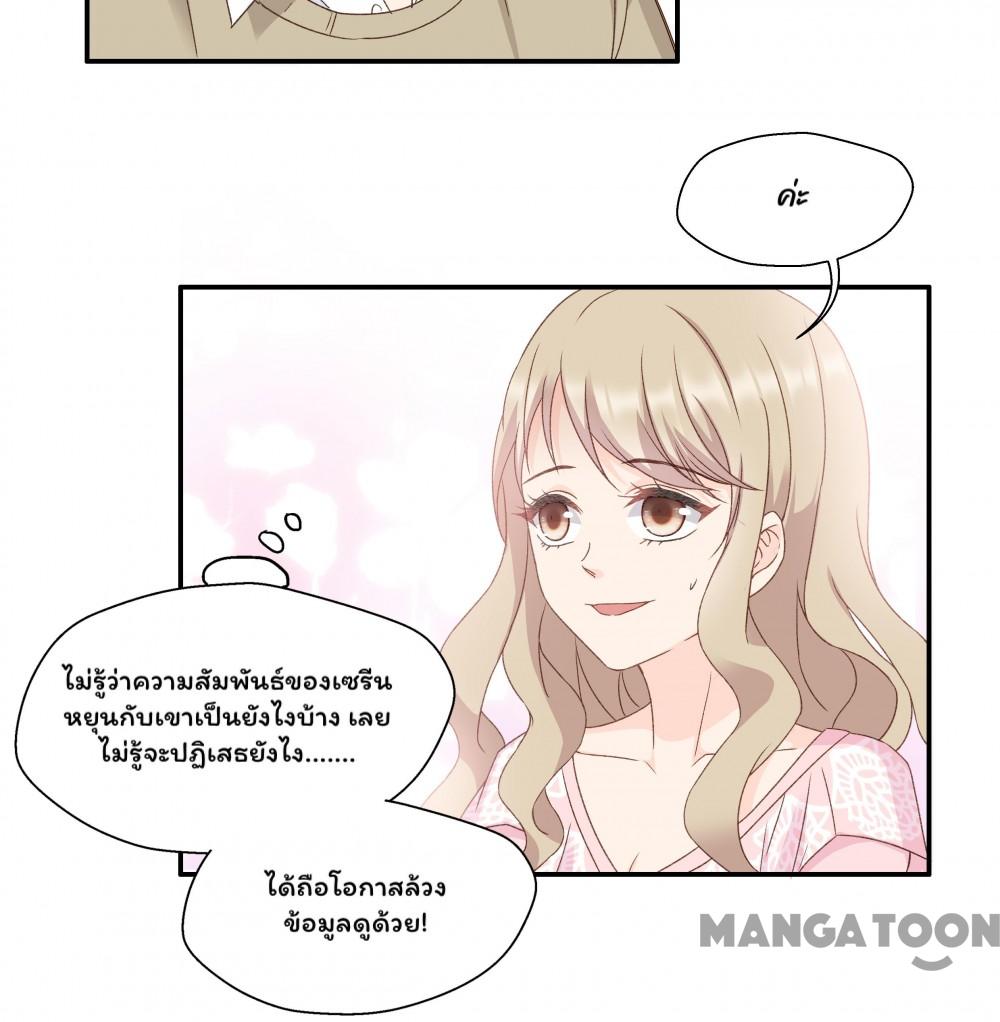 ค่ะ
ไม่รู้ว่าความสัมพันธ์ของเซรีน
หยุนกับเขาเป็นยังไงบ้าง เลย
ไม่รู้จะปฏิเสธยังไง.......
ได้ถือโอกาสล้วง
ข้อมูลดูด้วย!
MANGATOON